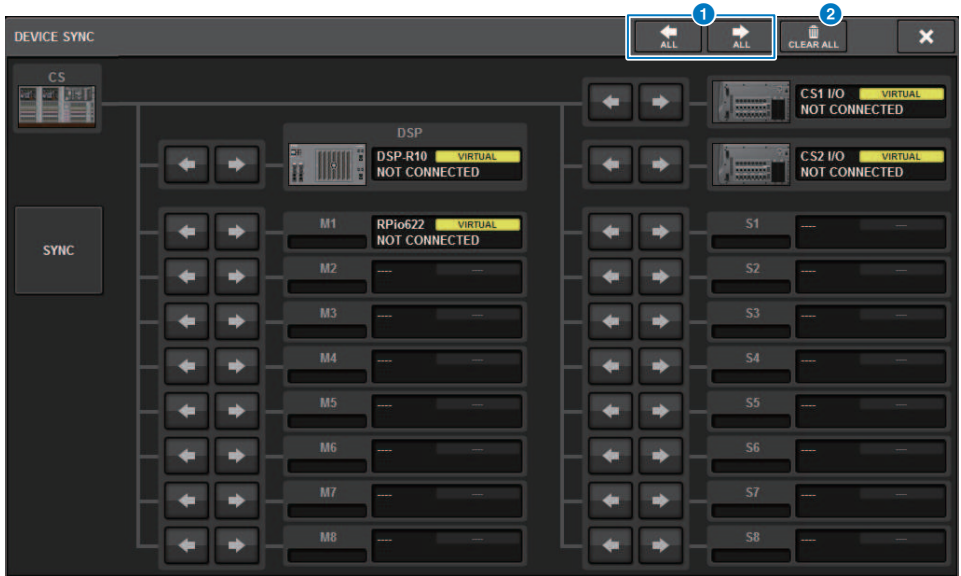 1
2
DEVICE SYNC
ALL
ALL
CLEAR ALL
CS
CS1 I/O VIRTUAL
NOT CONNECTED
DSP
DSP-R10 VIRTUAL
NOT CONNECTED
CS2 I/O VIRTUAL
NOT CONNECTED
SYNC
M1 RPio622 VIRTUAL
NOT CONNECTED
S1 ---- ---
M2 ---- ---
S2 ---- ---
M3 ---- ---
S3 ---- ---
M4 ---- ---
S4 ---- ---
M5 ---- ---
S5 ---- ---
M6 ---- ---
S6 ---- ---
M7 ---- ---
S7 ---- ---
M8 ---- ---
S8 ---- ---